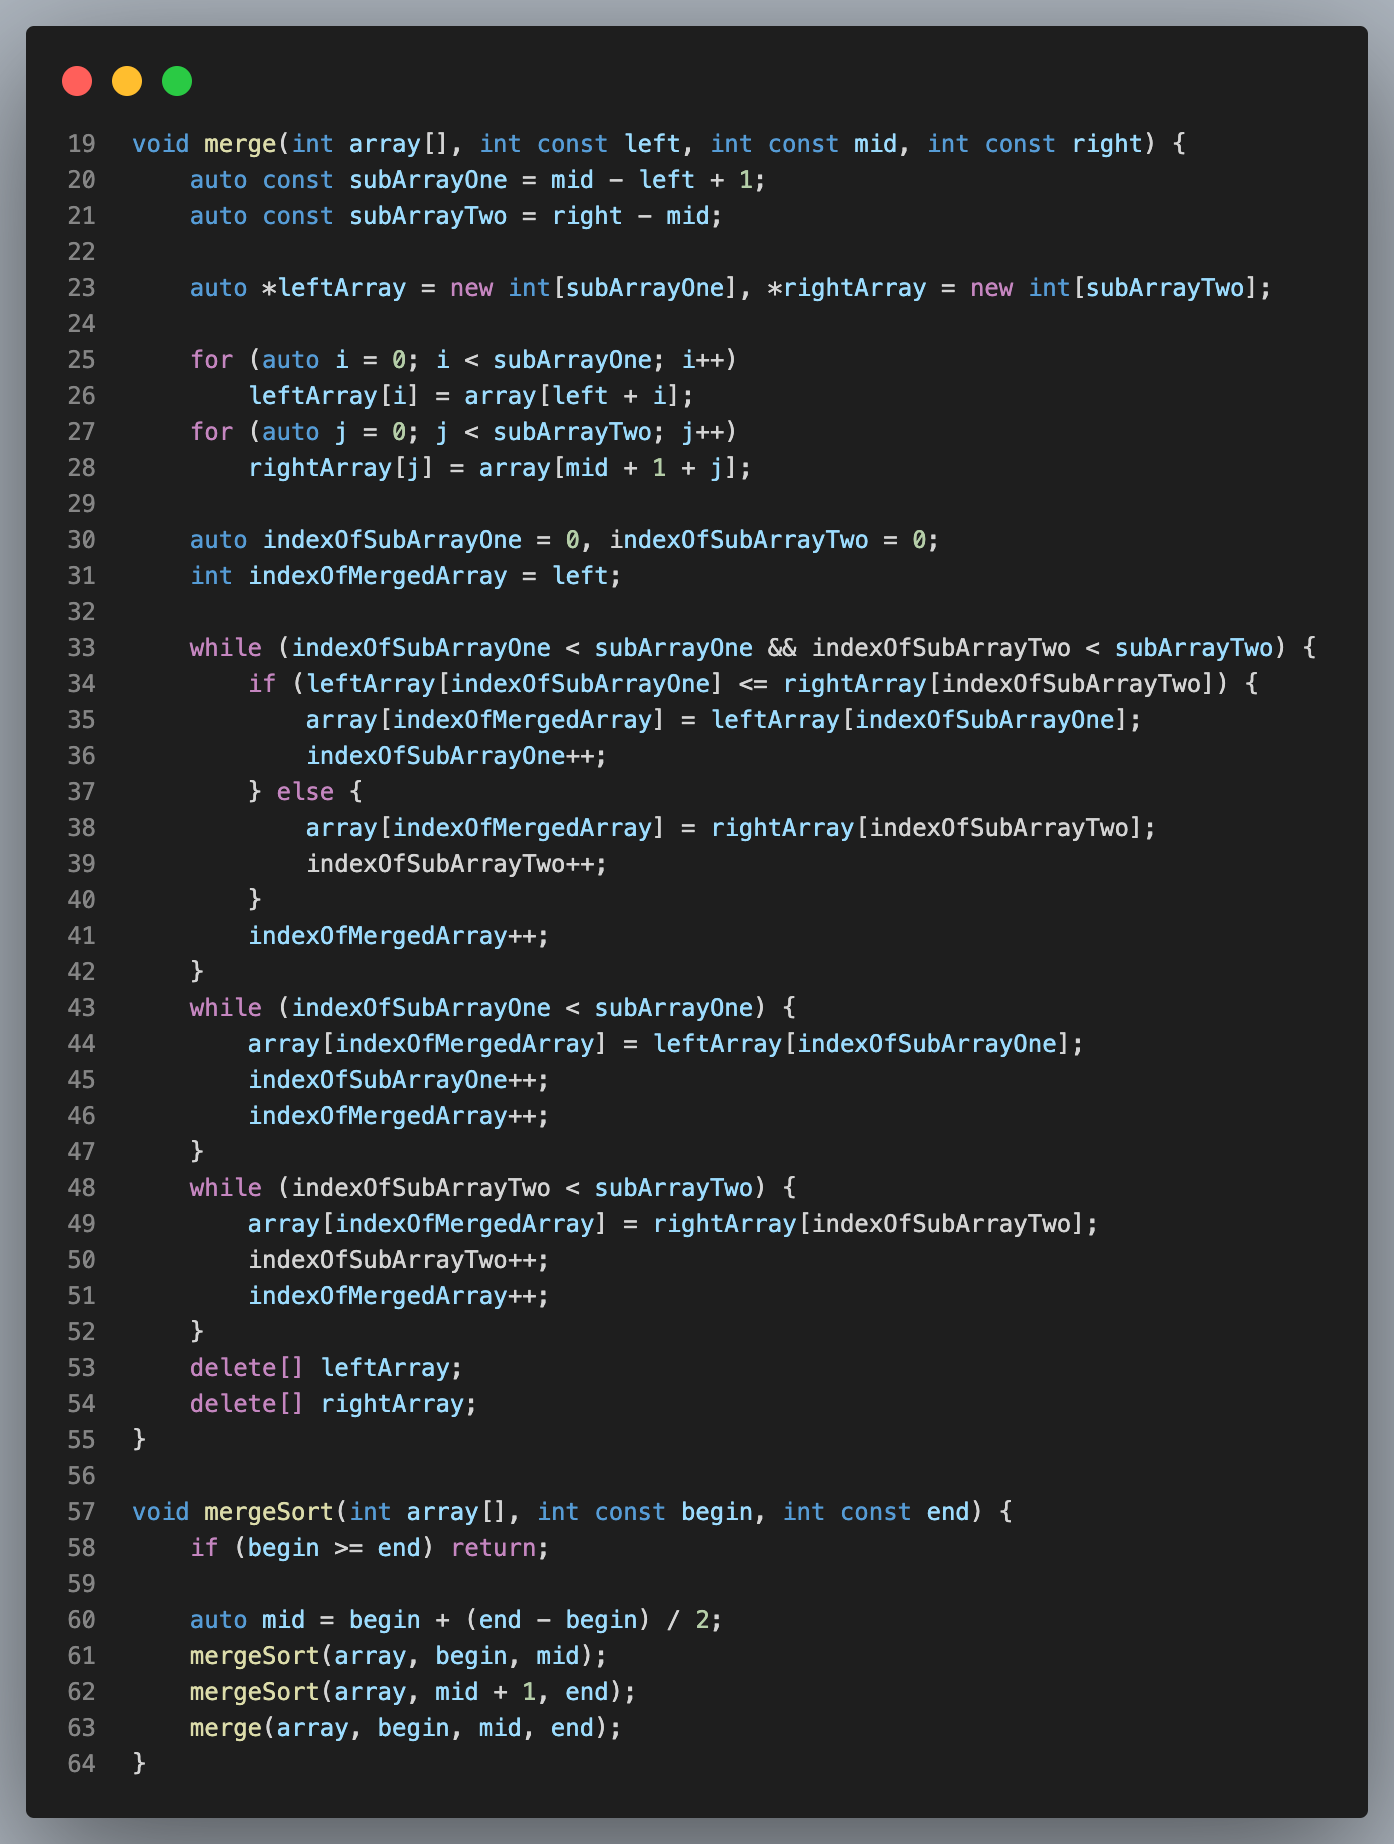 19 void merge(int array[], int const left, int const mid, int const right) {
20     auto const subArrayOne = mid - left + 1;
21     auto const subArrayTwo = right - mid;
22
23     auto *leftArray = new int[subArrayOne], *rightArray = new int[subArrayTwo];
24
25     for (auto i = 0; i < subArrayOne; i++)
26         leftArray[i] = array[left + i];
27     for (auto j = 0; j < subArrayTwo; j++)
28         rightArray[j] = array[mid + 1 + j];
29
30     auto indexOfSubArrayOne = 0, indexOfSubArrayTwo = 0;
31     int indexOfMergedArray = left;
32
33     while (indexOfSubArrayOne < subArrayOne && indexOfSubArrayTwo < subArrayTwo) {
34         if (leftArray[indexOfSubArrayOne] <= rightArray[indexOfSubArrayTwo]) {
35             array[indexOfMergedArray] = leftArray[indexOfSubArrayOne];
36             indexOfSubArrayOne++;
37         } else {
38             array[indexOfMergedArray] = rightArray[indexOfSubArrayTwo];
39             indexOfSubArrayTwo++;
40         }
41         indexOfMergedArray++;
42     }
43     while (indexOfSubArrayOne < subArrayOne) {
44         array[indexOfMergedArray] = leftArray[indexOfSubArrayOne];
45         indexOfSubArrayOne++;
46         indexOfMergedArray++;
47     }
48     while (indexOfSubArrayTwo < subArrayTwo) {
49         array[indexOfMergedArray] = rightArray[indexOfSubArrayTwo];
50         indexOfSubArrayTwo++;
51         indexOfMergedArray++;
52     }
53     delete[] leftArray;
54     delete[] rightArray;
55 }
56
57 void mergeSort(int array[], int const begin, int const end) {
58     if (begin >= end) return;
59
60     auto mid = begin + (end - begin) / 2;
61     mergeSort(array, begin, mid);
62     mergeSort(array, mid + 1, end);
63     merge(array, begin, mid, end);
64 }